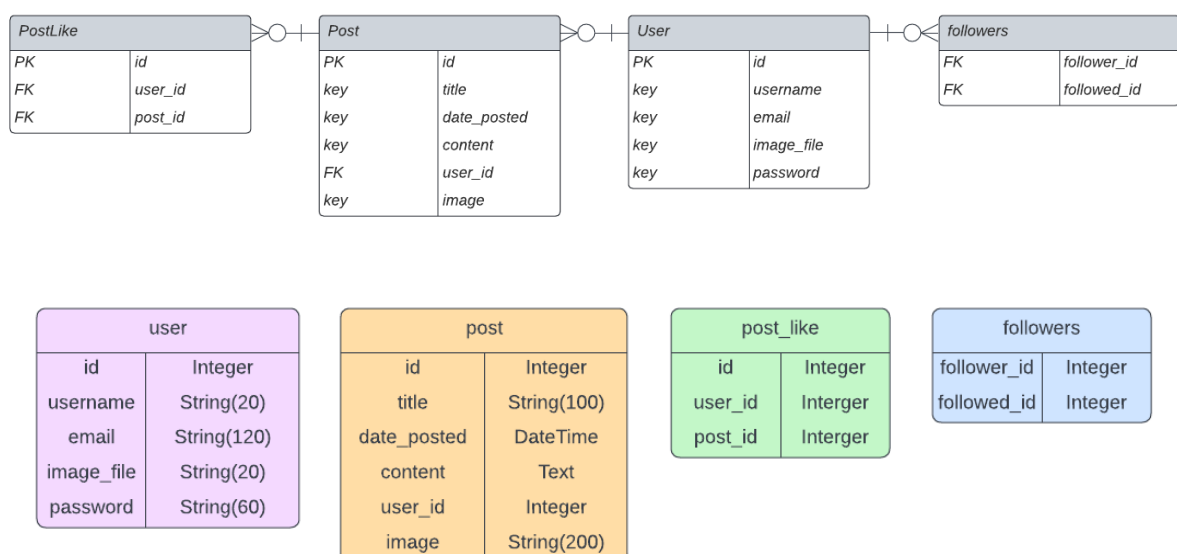 PostLike
PK id
FK user_id
FK post_id
Post
PK id
key title
key date_posted
key content
FK user_id
key image
User
PK id
key username
key email
key image_file
key password
followers
FK follower_id
FK followed_id
user
id Integer
username String(20)
email String(120)
image_file String(20)
password String(60)
post
id Integer
title String(100)
date_posted DateTime
content Text
user_id Integer
image String(200)
post_like
id Integer
user_id Interger
post_id Interger
followers
follower_id Integer
followed_id Integer